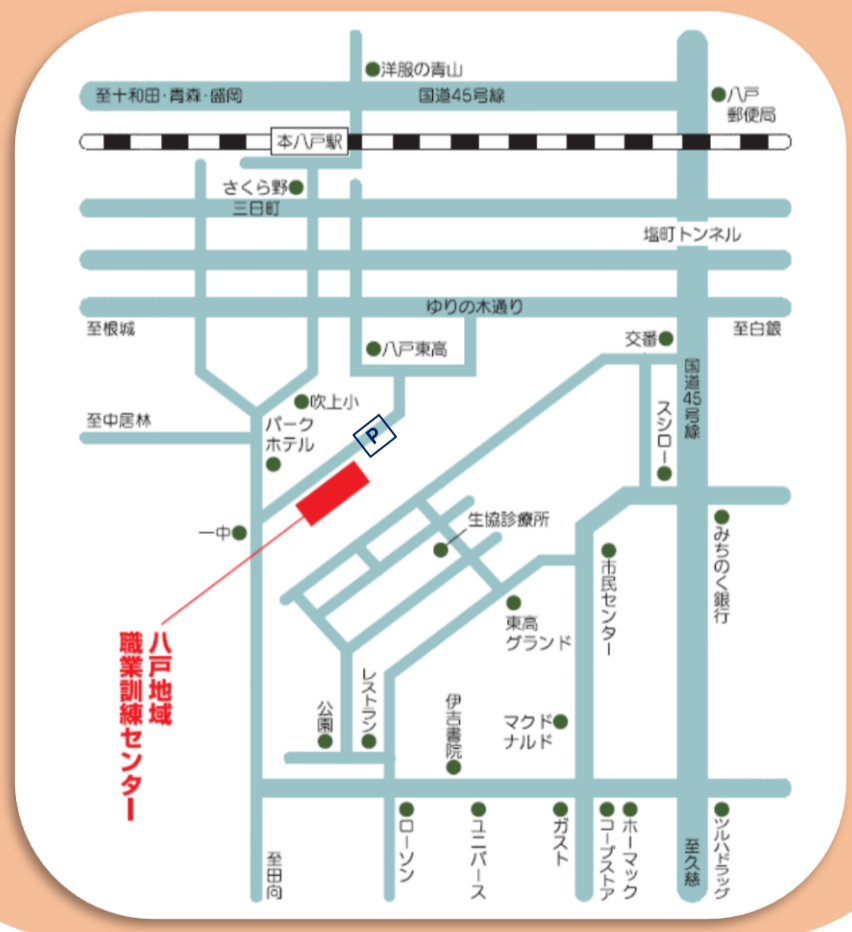 洋服の青山
至十和田・青森・盛岡
国道45号線
八戸
郵便局
本八戸駅
さくら野
三日町
塩町トンネル
ゆりの木通り
至根城
至白銀
交番
八戸東高
国道45号線
吹上小
スシロー
至中居林
パーク
ホテル
P
生協診療所
一中
みちのく銀行
市民センター
東高
グランド
八戸地域
職業訓練センター
レストラン
公園
伊吉書院
マクド
ナルド
ローソン
ユニバース
ガスト
コープストア
ホーマック
ツルハドラッグ
至田向
至久慈